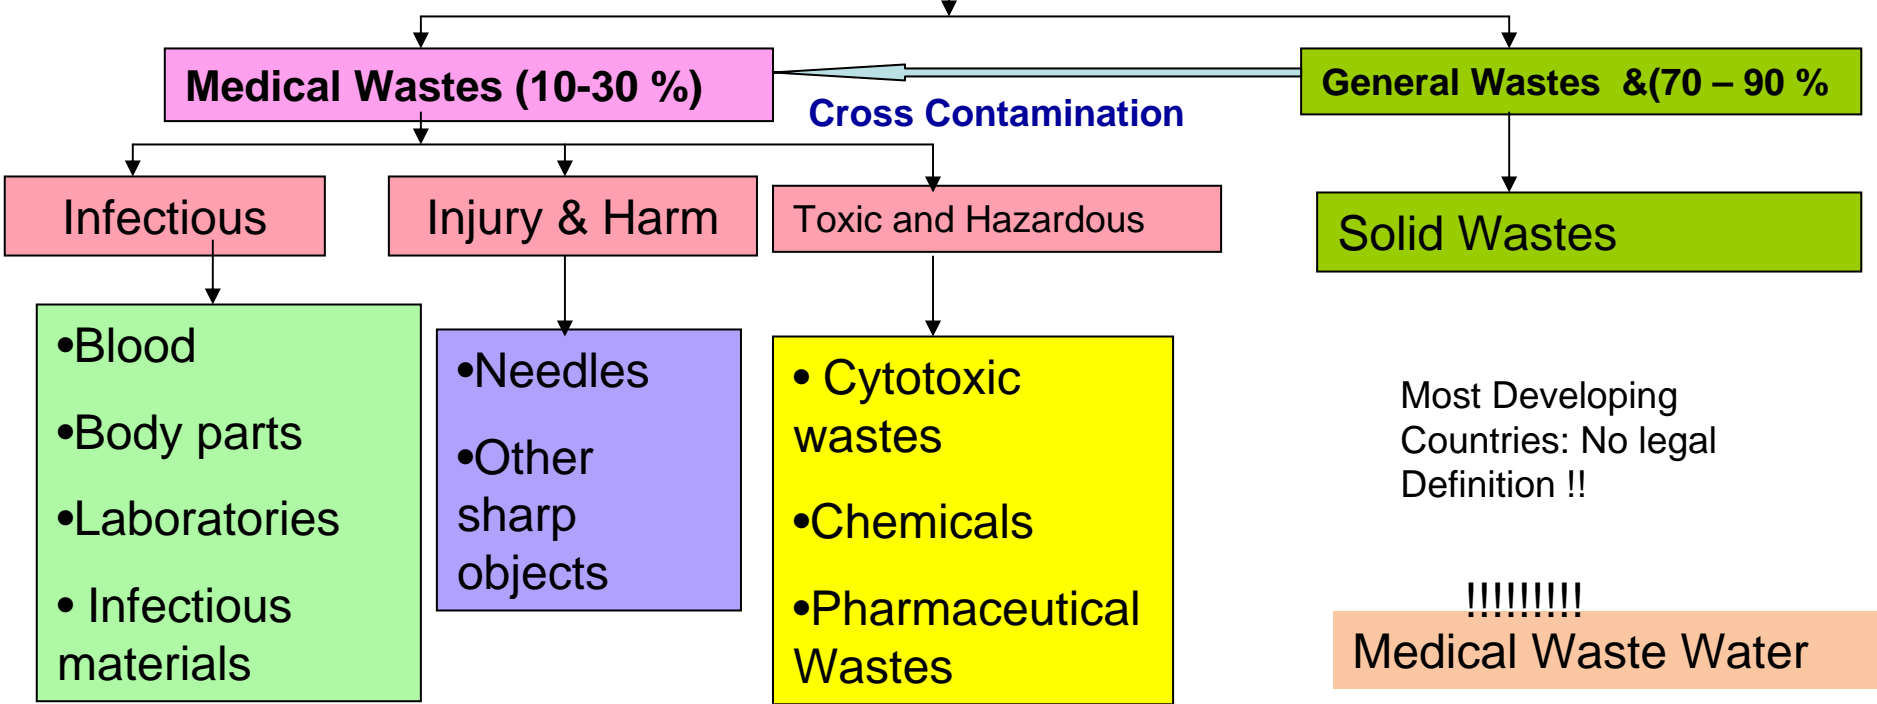 Medical Wastes (10-30 %)
General Wastes &(70 – 90 %
Cross Contamination
Infectious
Injury & Harm
Toxic and Hazardous
Solid Wastes
•Blood
•Body parts
•Laboratories
• Infectious
materials
•Needles
•Other
sharp
objects
• Cytotoxic
wastes
•Chemicals
•Pharmaceutical
Wastes
Most Developing
Countries: No legal
Definition !!
!!!!!!!!!
Medical Waste Water